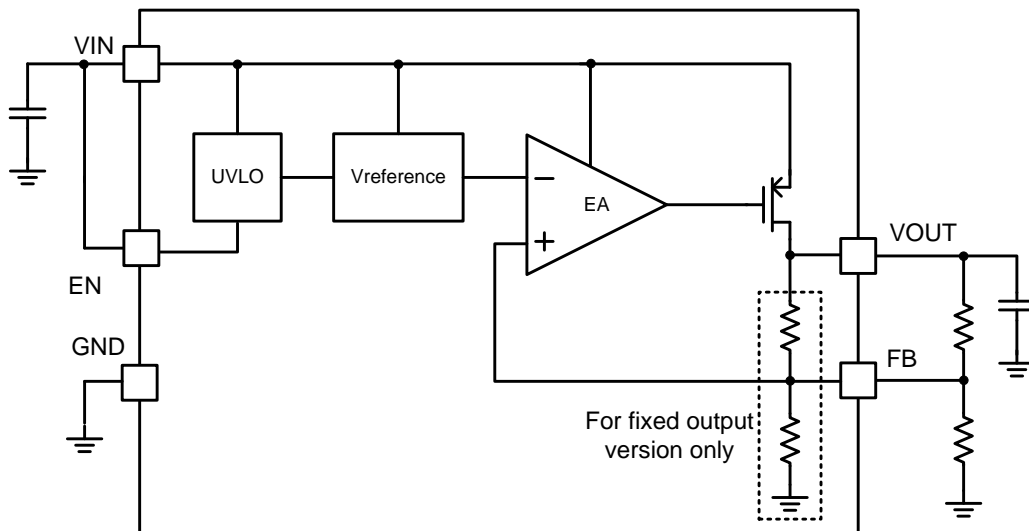 VIN
UVLO
Vreference
EA
VOUT
EN
GND
FB
For fixed output
version only